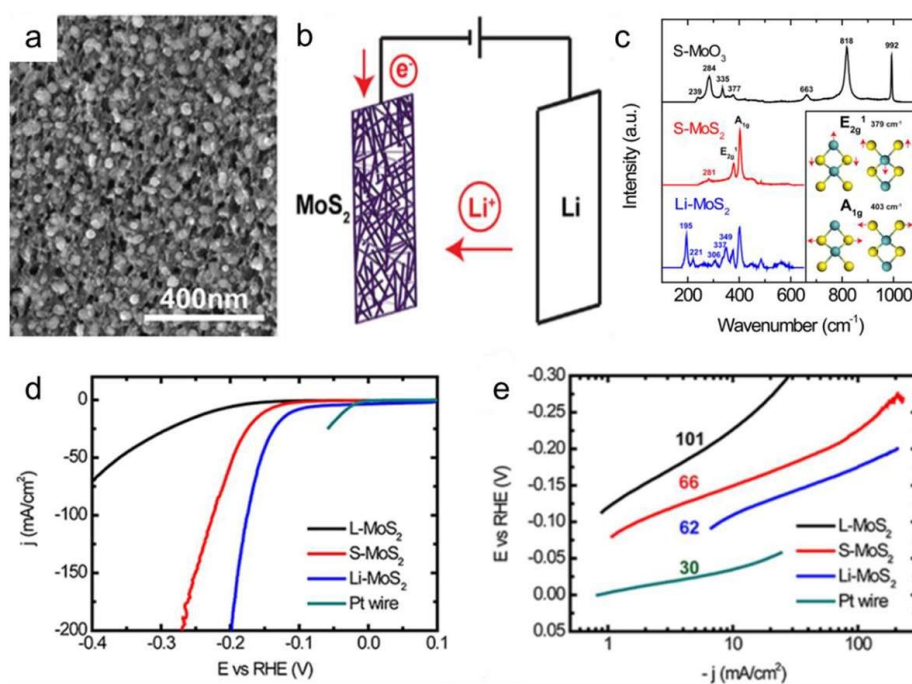 a
400nm
b
e⁻
MoS₂
Li⁺
Li
c
S-MoO₃
239
284
335
377
663
818
992
S-MoS₂
281
E₂g¹
A₁g
Li-MoS₂
195
221
306
337
349
E₂g¹ 379 cm⁻¹
A₁g 403 cm⁻¹
Intensity (a.u.)
200 400 600 800 1000
Wavenumber (cm⁻¹)
d
0
-50
-100
-150
-200
j (mA/cm²)
L-MoS₂
S-MoS₂
Li-MoS₂
Pt wire
-0.4 -0.3 -0.2 -0.1 0.0 0.1
E vs RHE (V)
e
-0.30
-0.25
-0.20
-0.15
-0.10
-0.05
0.00
0.05
E vs RHE (V)
101
66
62
30
L-MoS₂
S-MoS₂
Li-MoS₂
Pt wire
1 10 100
- j (mA/cm²)